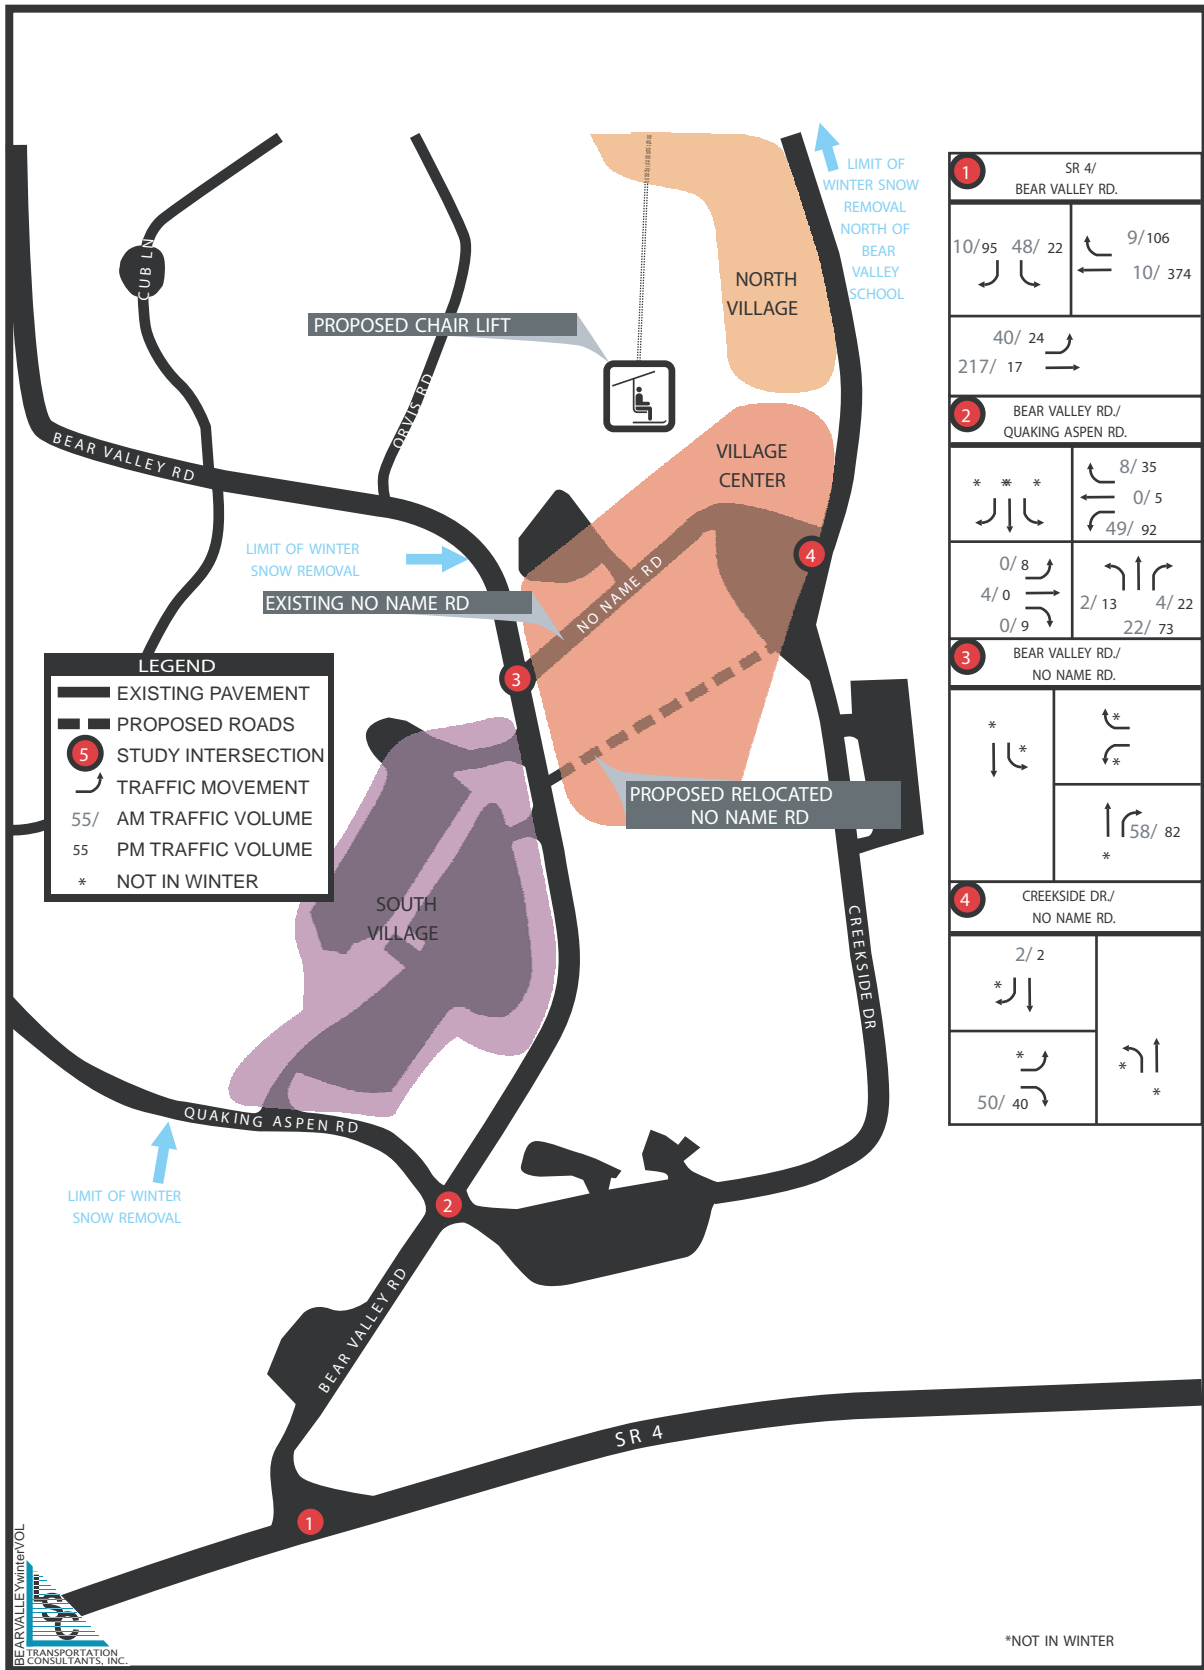 LIMIT OF
WINTER SNOW
REMOVAL
NORTH OF
BEAR
VALLEY
SCHOOL
CUB LN
NORTH
VILLAGE
PROPOSED CHAIR LIFT
ORVIS RD
BEAR VALLEY RD
VILLAGE
CENTER
LIMIT OF WINTER
SNOW REMOVAL
4
EXISTING NO NAME RD
NO NAME RD
3
LEGEND
EXISTING PAVEMENT
PROPOSED ROADS
5 STUDY INTERSECTION
TRAFFIC MOVEMENT
55/ AM TRAFFIC VOLUME
55 PM TRAFFIC VOLUME
* NOT IN WINTER
PROPOSED RELOCATED
NO NAME RD
SOUTH
VILLAGE
CREEKSIDE DR
QUAKING ASPEN RD
LIMIT OF WINTER
SNOW REMOVAL
2
BEAR VALLEY RD
SR 4
1
1 SR 4/
BEAR VALLEY RD.
10/95 48/ 22
9/106
10/ 374
40/ 24
217/ 17
2 BEAR VALLEY RD./
QUAKING ASPEN RD.
* ** *
8/ 35
0/ 5
49/ 92
0/ 8
4/ 0
0/ 9
2/ 13 4/ 22
22/ 73
3 BEAR VALLEY RD./
NO NAME RD.
* *
*
*
58/ 82
*
4 CREEKSIDE DR./
NO NAME RD.
2/ 2
*
*
50/ 40
*
*
BEARVALLEYwinterVOL
LSC
TRANSPORTATION
CONSULTANTS, INC.
*NOT IN WINTER